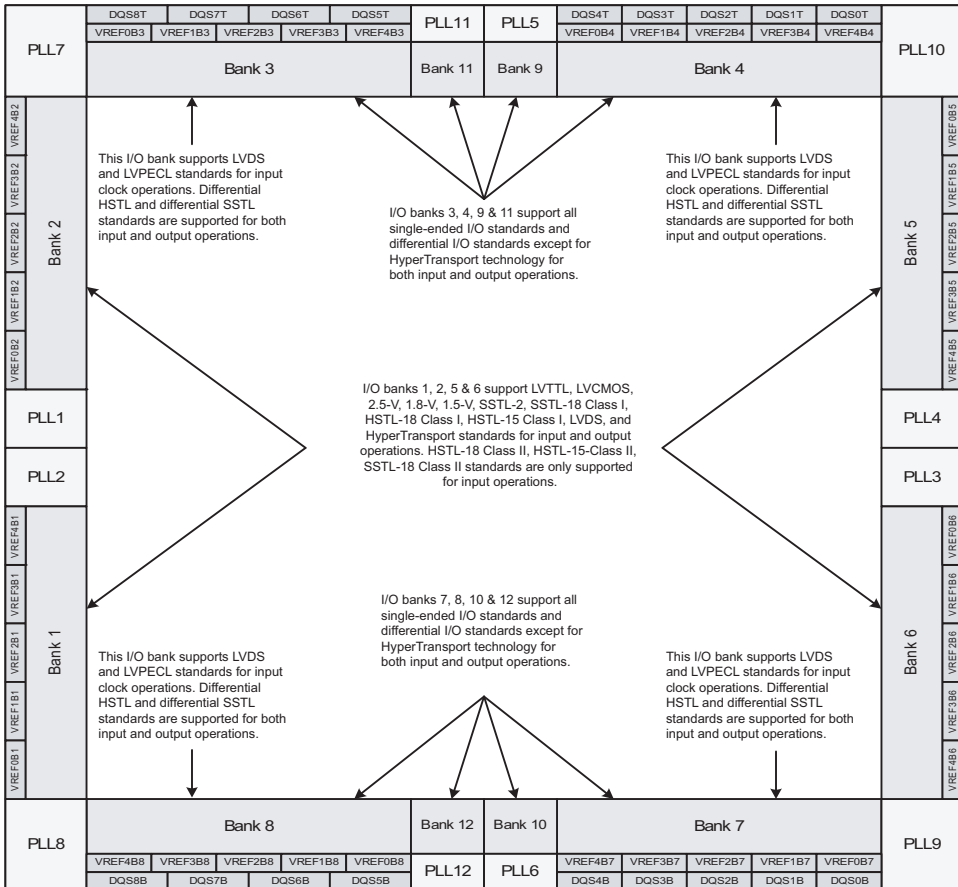 DQS8T DQS7T DQS6T DQS5T
PLL11 PLL5
DQS4T DQS3T DQS2T DQS1T DQS0T
PLL7
VREF0B3 VREF1B3 VREF2B3 VREF3B3 VREF4B3
VREF0B4 VREF1B4 VREF2B4 VREF3B4 VREF4B4
PLL10
Bank 3
Bank 11
Bank 9
Bank 4
VREF4B2
VREF3B2
VREF2B2
VREF1B2
VREF0B2
Bank 2
This I/O bank supports LVDS
and LVPECL standards for input
clock operations. Differential
HSTL and differential SSTL
standards are supported for both
input and output operations.
I/O banks 3, 4, 9 & 11 support all
single-ended I/O standards and
differential I/O standards except for
HyperTransport technology for
both input and output operations.
This I/O bank supports LVDS
and LVPECL standards for input
clock operations. Differential
HSTL and differential SSTL
standards are supported for both
input and output operations.
Bank 5
VREF0B5
VREF1B5
VREF2B5
VREF3B5
VREF4B5
PLL1
PLL2
I/O banks 1, 2, 5 & 6 support LVTTL, LVCMOS,
2.5-V, 1.8-V, 1.5-V, SSTL-2, SSTL-18 Class I,
HSTL-18 Class I, HSTL-15 Class I, LVDS, and
HyperTransport standards for input and output
operations. HSTL-18 Class II, HSTL-15-Class II,
SSTL-18 Class II standards are only supported
for input operations.
PLL4
PLL3
VREF4B1
VREF3B1
VREF2B1
VREF1B1
VREF0B1
Bank 1
This I/O bank supports LVDS
and LVPECL standards for input
clock operations. Differential
HSTL and differential SSTL
standards are supported for both
input and output operations.
I/O banks 7, 8, 10 & 12 support all
single-ended I/O standards and
differential I/O standards except for
HyperTransport technology for
both input and output operations.
This I/O bank supports LVDS
and LVPECL standards for input
clock operations. Differential
HSTL and differential SSTL
standards are supported for both
input and output operations.
Bank 6
VREF0B6
VREF1B6
VREF2B6
VREF3B6
VREF4B6
PLL8
Bank 8
Bank 12
Bank 10
Bank 7
PLL9
VREF4B8 VREF3B8 VREF2B8 VREF1B8 VREF0B8
PLL12 PLL6
VREF4B7 VREF3B7 VREF2B7 VREF1B7 VREF0B7
DQS8B DQS7B DQS6B DQS5B
DQS4B DQS3B DQS2B DQS1B DQS0B